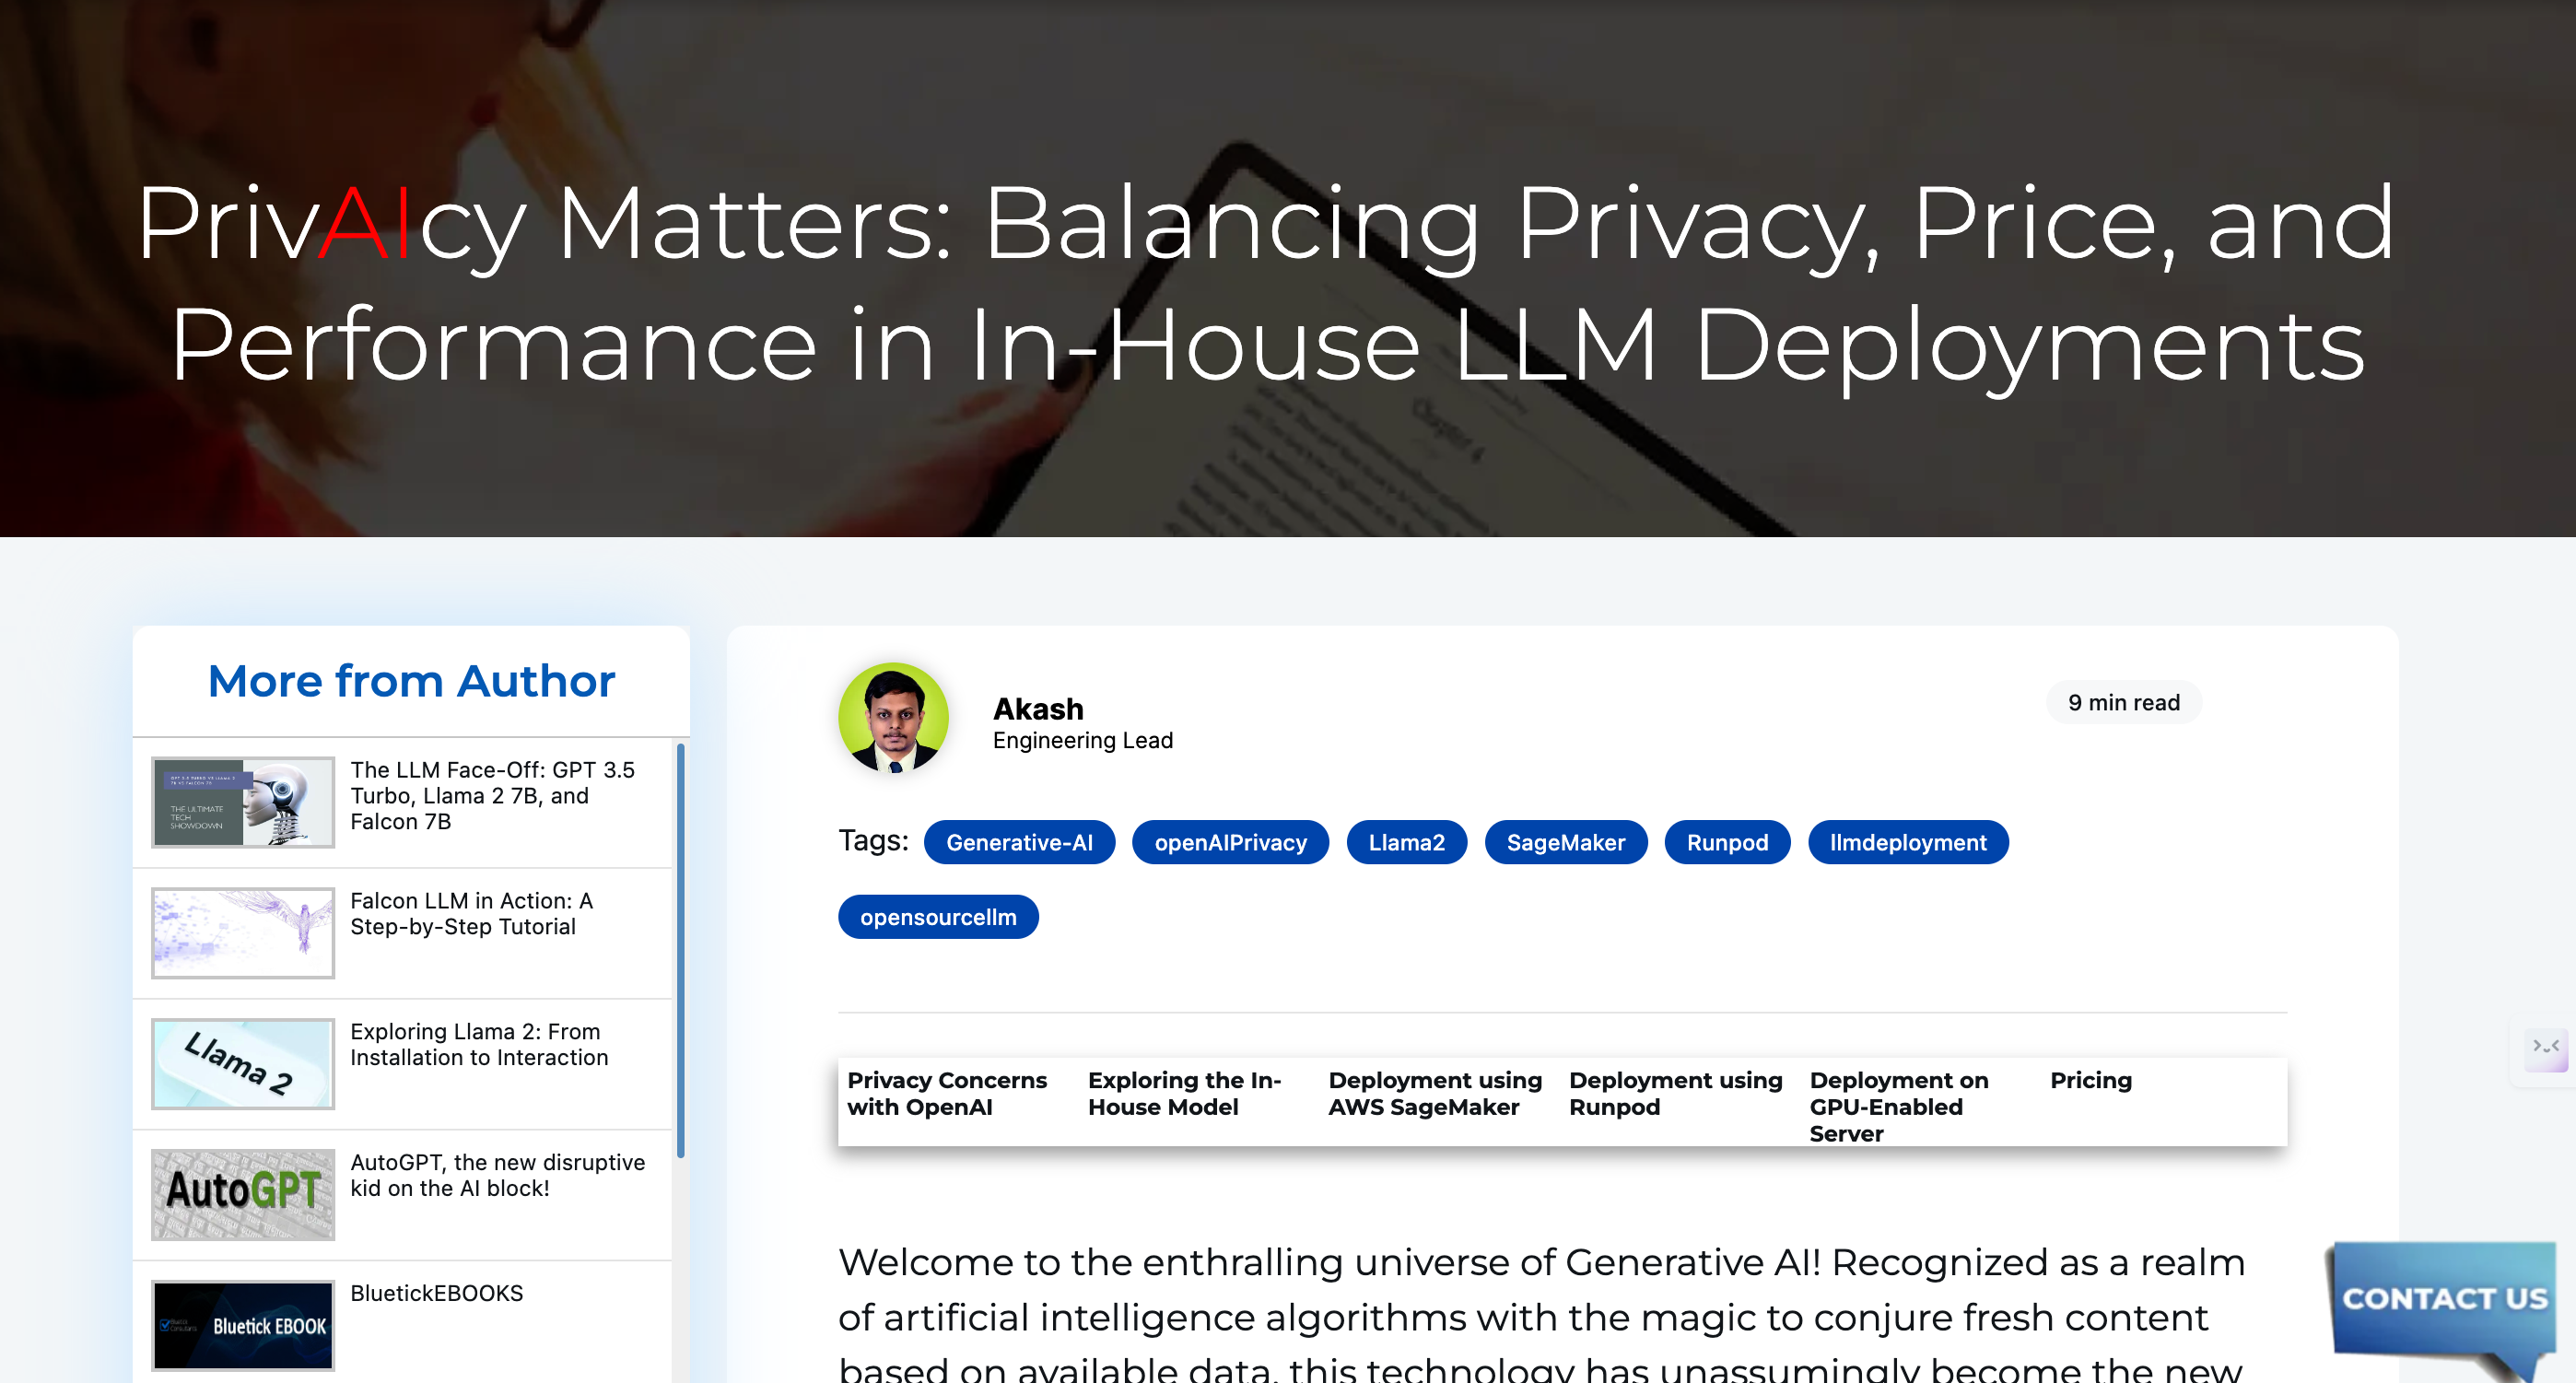 PrivAIcy Matters: Balancing Privacy, Price, and
Performance in In-House LLM Deployments
Chapter 4
More from Author
THE ULTIMATE
TECH
SHOWDOWN
The LLM Face-Off: GPT 3.5
Turbo, Llama 2 7B, and
Falcon 7B
Falcon LLM in Action: A
Step-by-Step Tutorial
Llama 2
Exploring Llama 2: From
Installation to Interaction
AutoGPT
AutoGPT, the new disruptive
kid on the AI block!
Bluetick EBOOK
BluetickEBOOKS
Akash
Engineering Lead
9 min read
Tags: Generative-AI openAIPrivacy Llama2 SageMaker Runpod llmdeployment
opensourcellm
Privacy Concerns
with OpenAI
Exploring the In-
House Model
Deployment using
AWS SageMaker
Deployment using
Runpod
Deployment on
GPU-Enabled
Server
Pricing
Welcome to the enthralling universe of Generative AI! Recognized as a realm
of artificial intelligence algorithms with the magic to conjure fresh content
based on available data, this technology has unassumingly become the new
CONTACT US